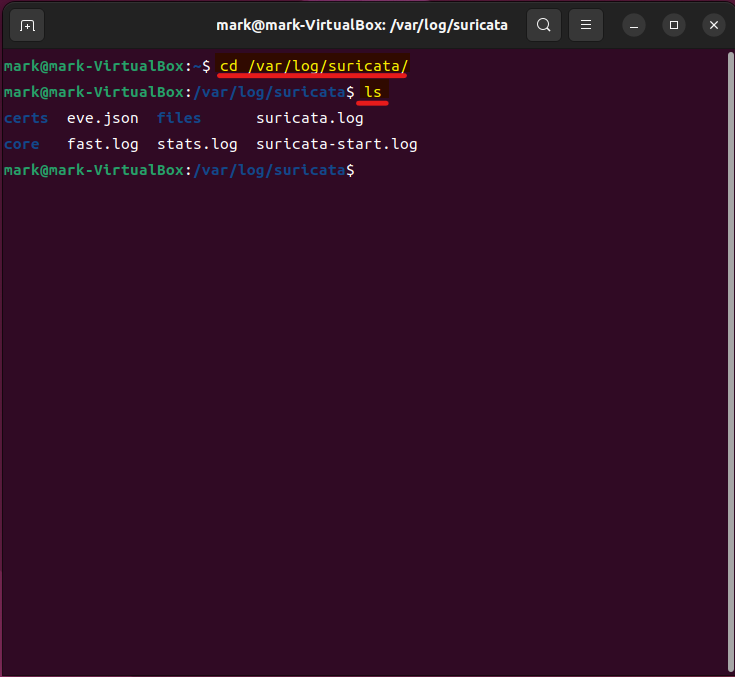 mark@mark-VirtualBox: /var/log/suricata
mark@mark-VirtualBox:~$ cd /var/log/suricata/
mark@mark-VirtualBox:/var/log/suricata$ ls
certs  eve.json  files      suricata.log
core   fast.log  stats.log  suricata-start.log
mark@mark-VirtualBox:/var/log/suricata$